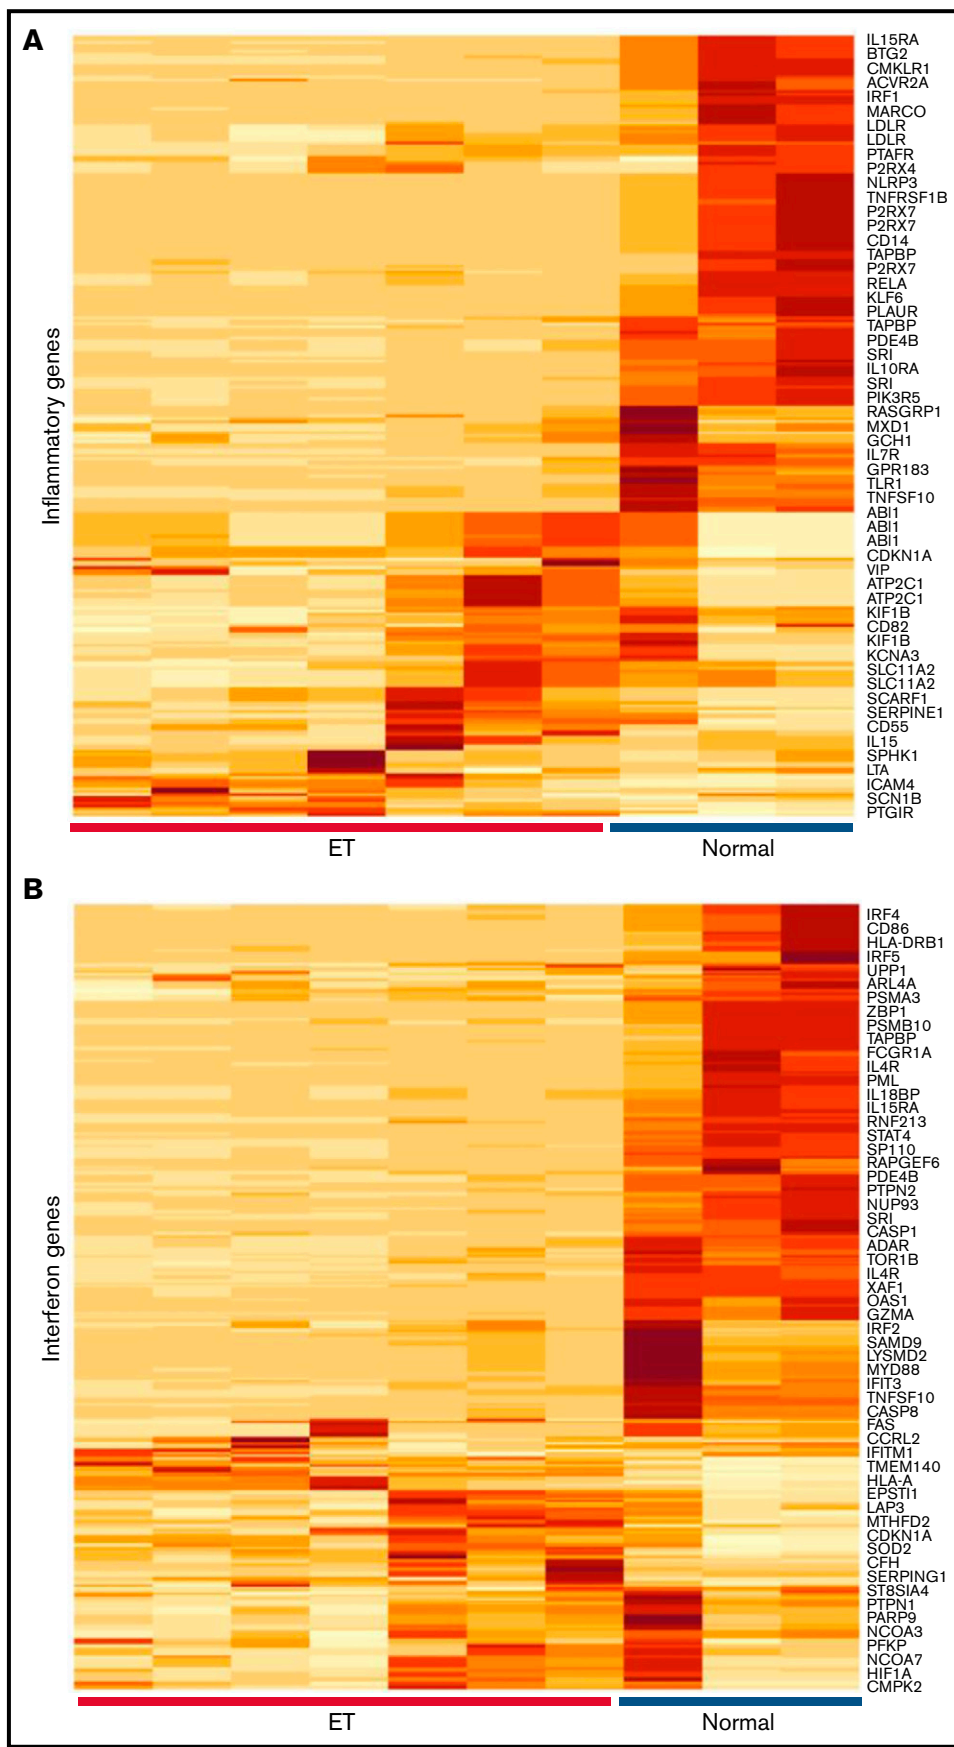 A
IL15RA
BTG2
CMKLR1
ACVR2A
IRF1
MARCO
LDLR
LDLR
PTAFR
P2RX4
NLRP3
TNFRSF1B
P2RX7
P2RX7
CD14
TAPBP
P2RX7
RELA
KLF6
PLAUR
TAPBP
PDE4B
SRI
IL10RA
SRI
PIK3R5
RASGRP1
MXD1
GCH1
IL7R
GPR183
TLR1
TNFSF10
ABI1
ABI1
ABI1
CDKN1A
VIP
ATP2C1
ATP2C1
KIF1B
CD82
KIF1B
KCNA3
SLC11A2
SLC11A2
SCARF1
SERPINE1
CD55
IL15
SPHK1
LTA
ICAM4
SCN1B
PTGIR
Inflammatory genes
ET
Normal
B
IRF4
CD86
HLA-DRB1
IRF5
UPP1
ARL4A
PSMA3
ZBP1
PSMB10
TAPBP
FCGR1A
IL4R
PML
IL18BP
IL15RA
RNF213
STAT4
SP110
RAPGEF6
PDE4B
PTPN2
NUP93
SRI
CASP1
ADAR
TOR1B
IL4R
XAF1
OAS1
GZMA
IRF2
SAMD9
LYSMD2
MYD88
IFIT3
TNFSF10
CASP8
FAS
CCRL2
IFITM1
TMEM140
HLA-A
EPSTI1
LAP3
MTHFD2
CDKN1A
SOD2
CFH
SERPING1
ST8SIA4
PTPN1
PARP9
NCOA3
PFKP
NCOA7
HIF1A
CMPK2
Interferon genes
ET
Normal